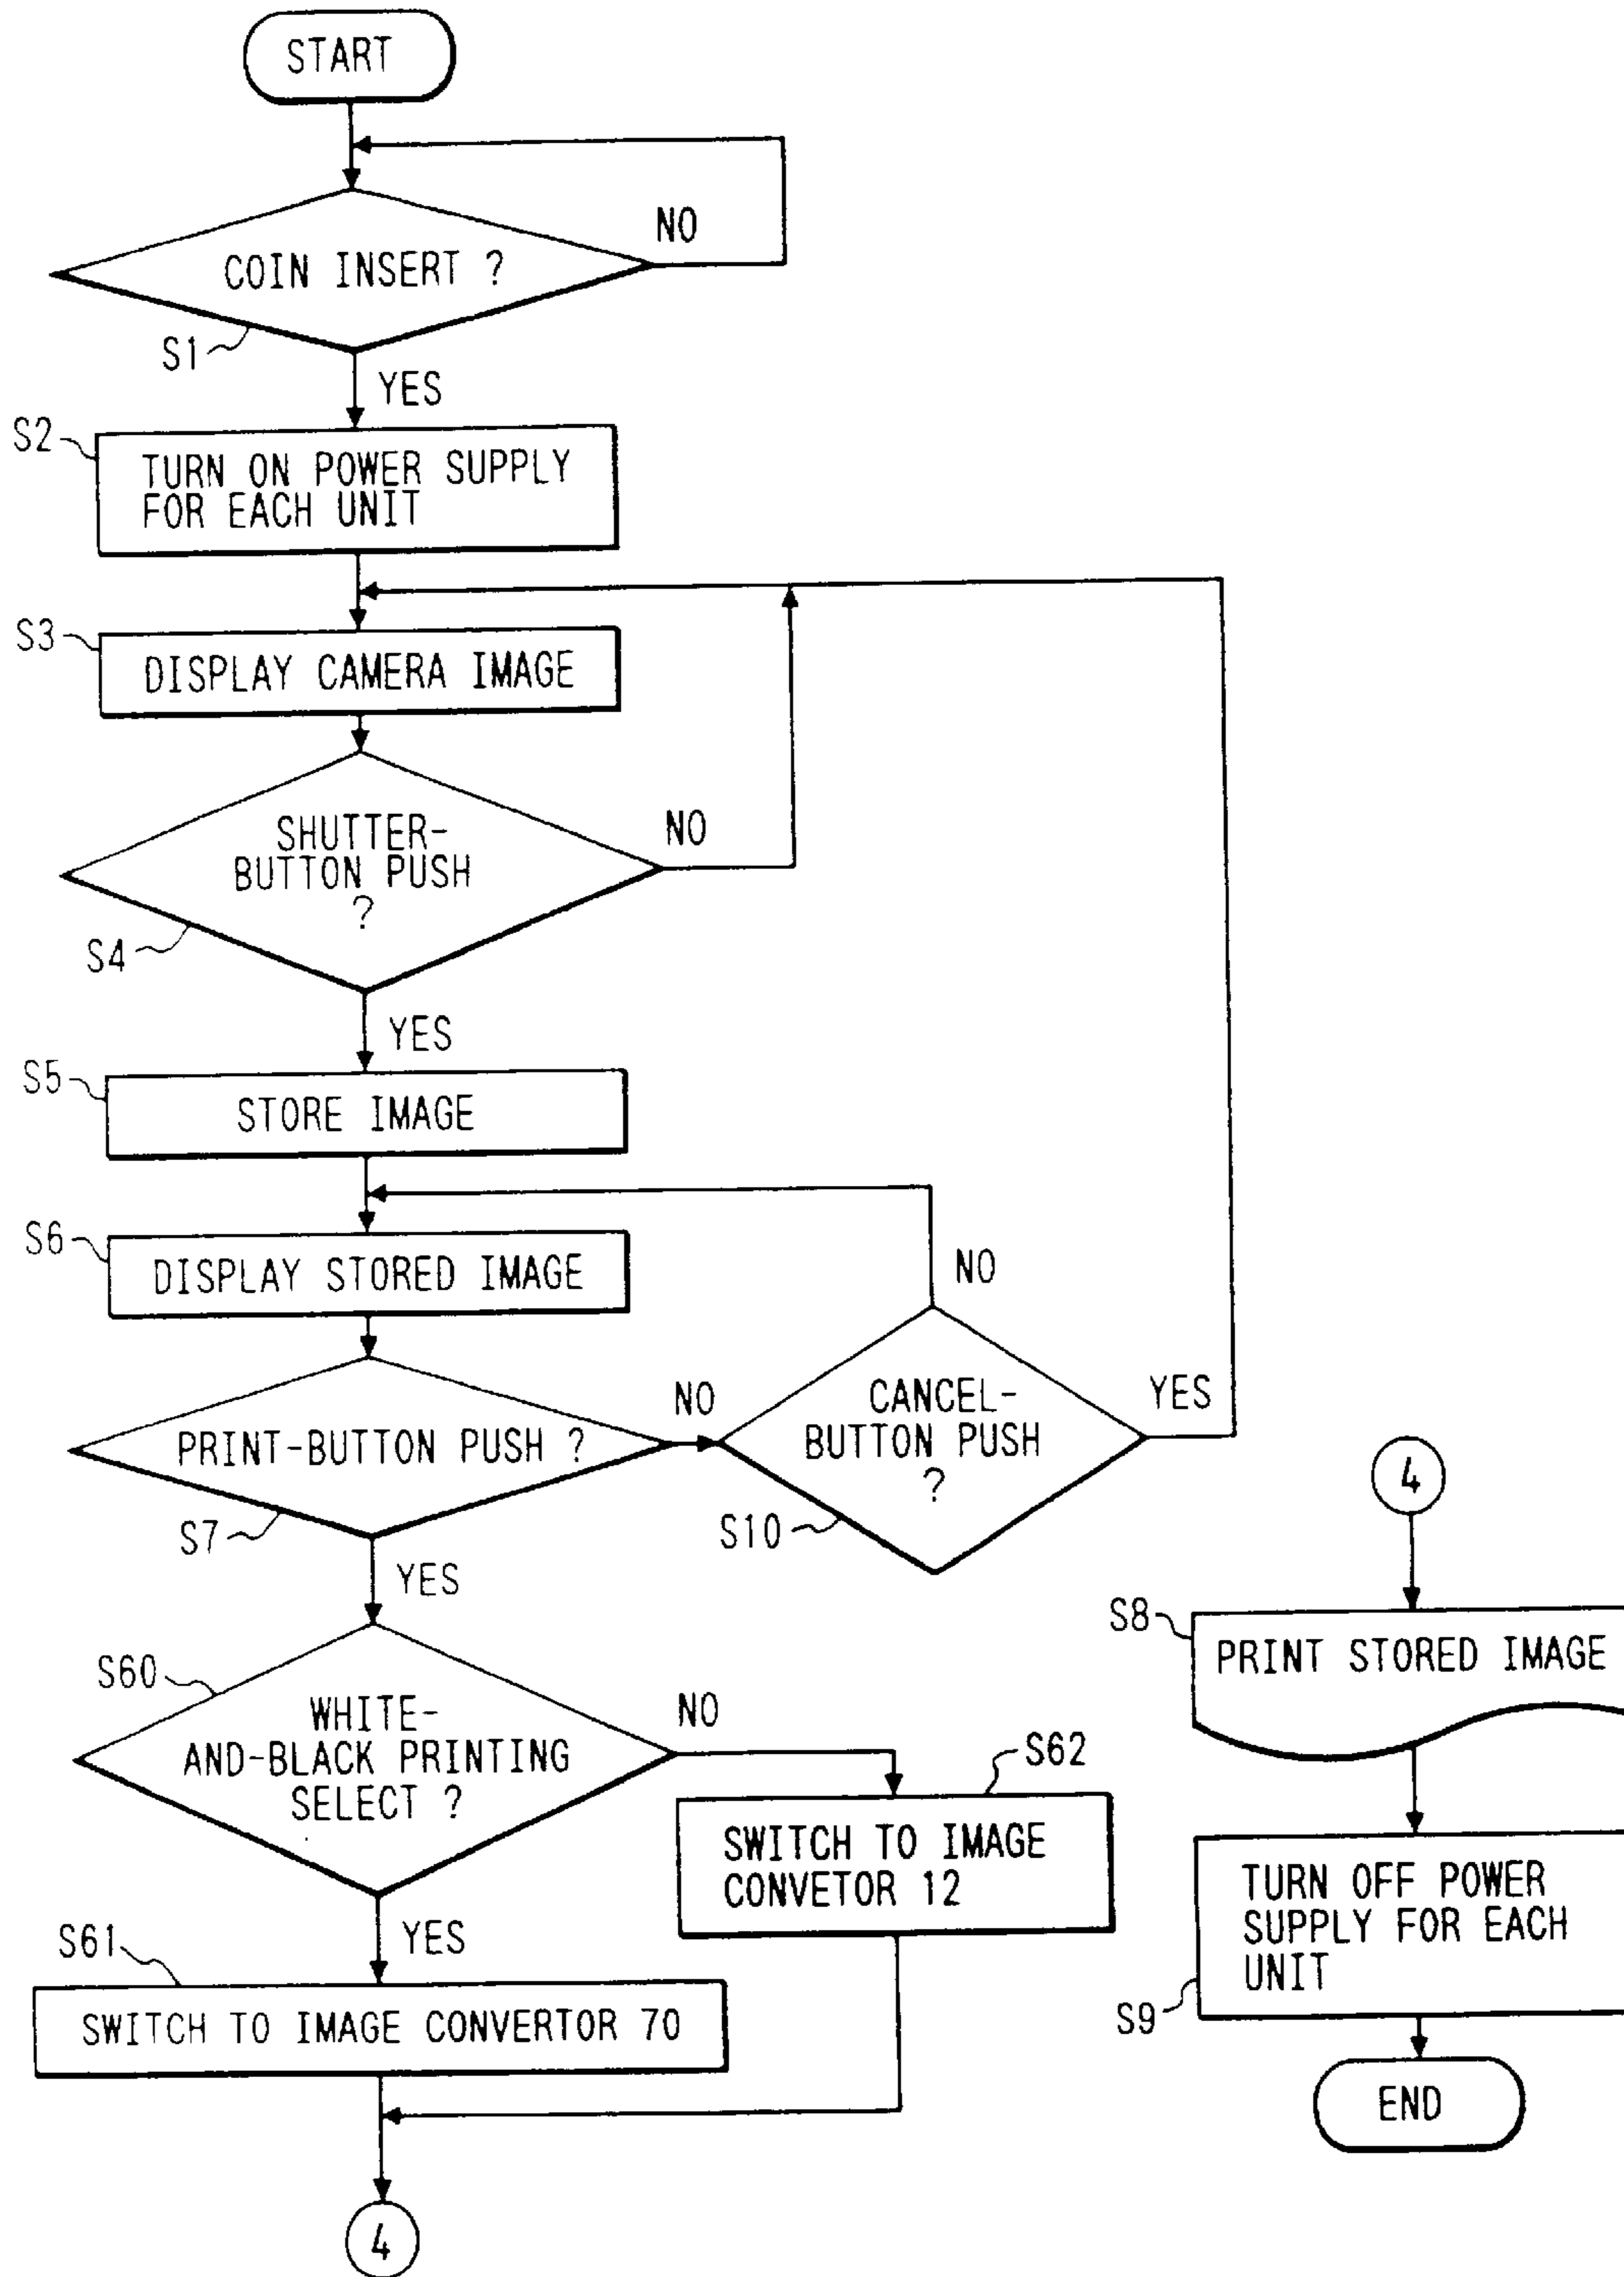 START
COIN INSERT ?
NO
S1
YES
S2
TURN ON POWER SUPPLY
FOR EACH UNIT
S3
DISPLAY CAMERA IMAGE
SHUTTER-
BUTTON PUSH
?
NO
S4
YES
S5
STORE IMAGE
S6
DISPLAY STORED IMAGE
NO
PRINT-BUTTON PUSH ?
NO
S7
CANCEL-
BUTTON PUSH
?
YES
S10
YES
S60
WHITE-
AND-BLACK PRINTING
SELECT ?
NO
S62
SWITCH TO IMAGE
CONVETOR 12
YES
S61
SWITCH TO IMAGE CONVERTOR 70
4
4
S8
PRINT STORED IMAGE
TURN OFF POWER
SUPPLY FOR EACH
UNIT
S9
END